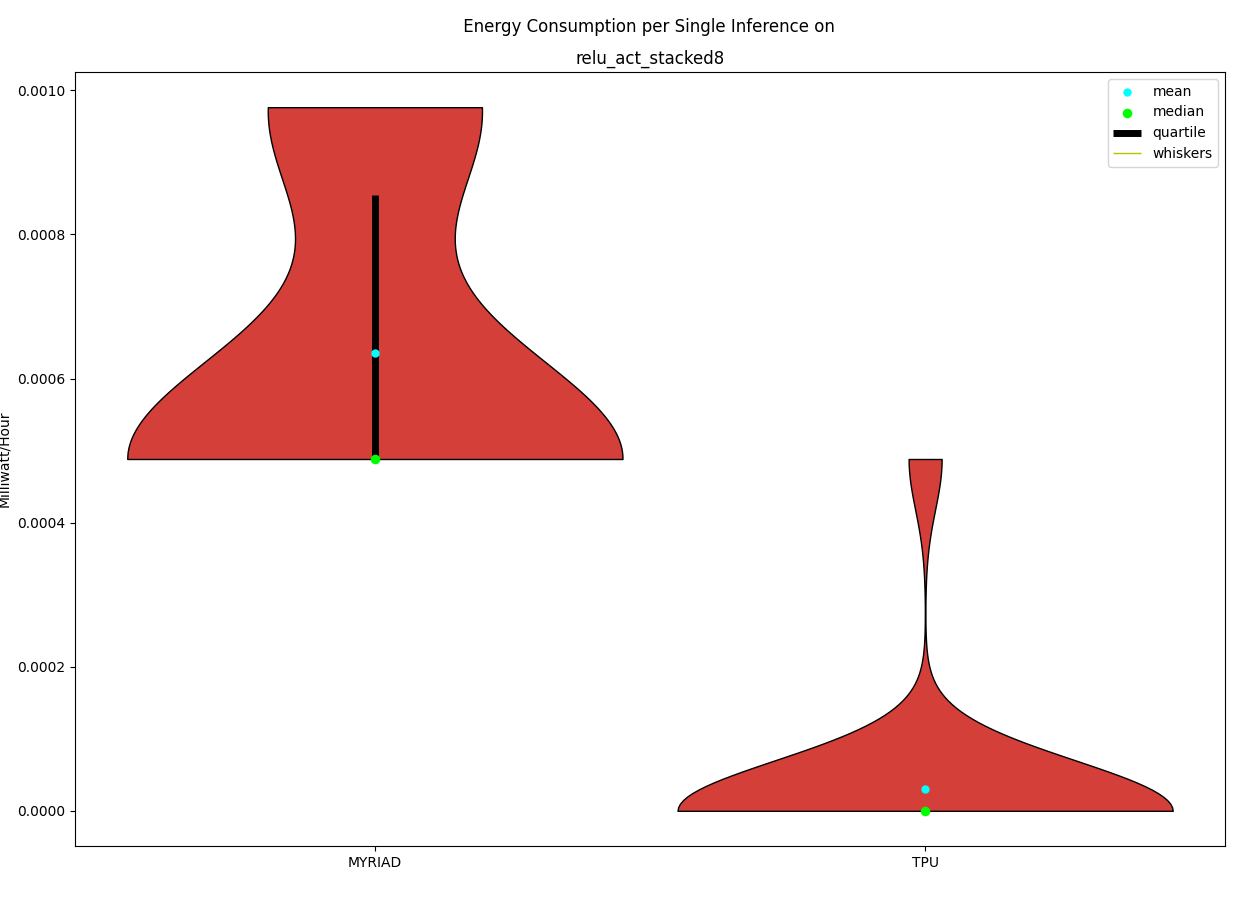 Energy Consumption per Single Inference on
relu_act_stacked8
0.0010
0.0008
0.0006
0.0004
0.0002
0.0000
Milliwatt/Hour
mean
median
quartile
whiskers
MYRIAD
TPU